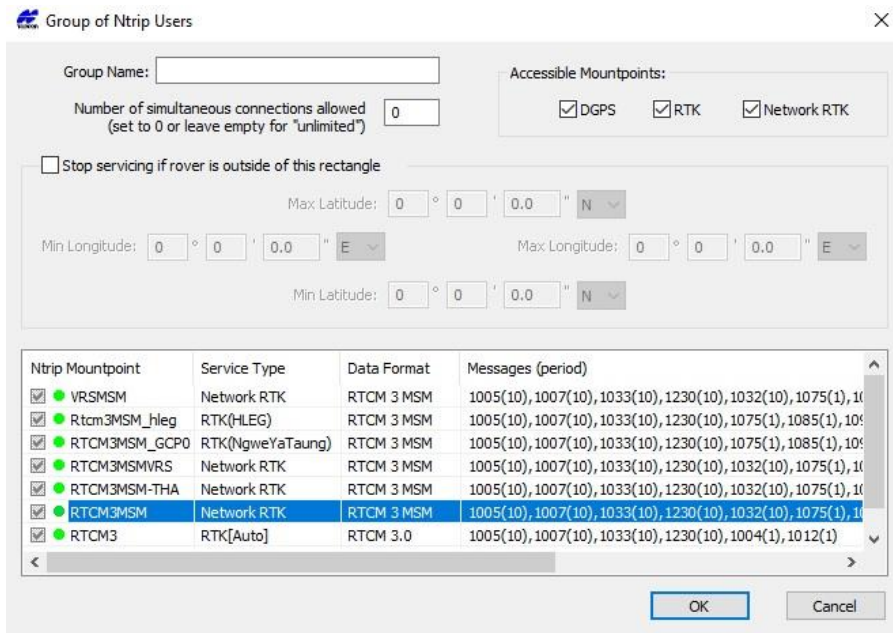 Group of Ntrip Users
Group Name:
Accessible Mountpoints:
Number of simultaneous connections allowed
(set to 0 or leave empty for "unlimited")
0
DGPS RTK Network RTK
Stop servicing if rover is outside of this rectangle
Max Latitude: 0 ° 0 ' 0.0 " N
Min Longitude: 0 ° 0 ' 0.0 " E Max Longitude: 0 ° 0 ' 0.0 " E
Min Latitude: 0 ° 0 ' 0.0 " N
Ntrip Mountpoint Service Type Data Format Messages (period)
VRSMSM Network RTK RTCM 3 MSM 1005(10),1007(10),1033(10),1230(10),1032(10),1075(1),10
Rtcm3MSM_hleg RTK(HLEG) RTCM 3 MSM 1005(10),1007(10),1033(10),1230(10),1075(1),1085(1),109
RTCM3MSM_GCP0 RTK(NgweYaTaung) RTCM 3 MSM 1005(10),1007(10),1033(10),1230(10),1075(1),1085(1),109
RTCM3MSMVRS Network RTK RTCM 3 MSM 1005(10),1007(10),1033(10),1230(10),1032(10),1075(1),10
RTCM3MSM-THA Network RTK RTCM 3 MSM 1005(10),1007(10),1033(10),1230(10),1032(10),1075(1),10
RTCM3MSM Network RTK RTCM 3 MSM 1005(10),1007(10),1033(10),1230(10),1032(10),1075(1),10
RTCM3 RTK[Auto] RTCM 3.0 1005(10),1007(10),1033(10),1230(10),1004(1),1012(1)
OK Cancel